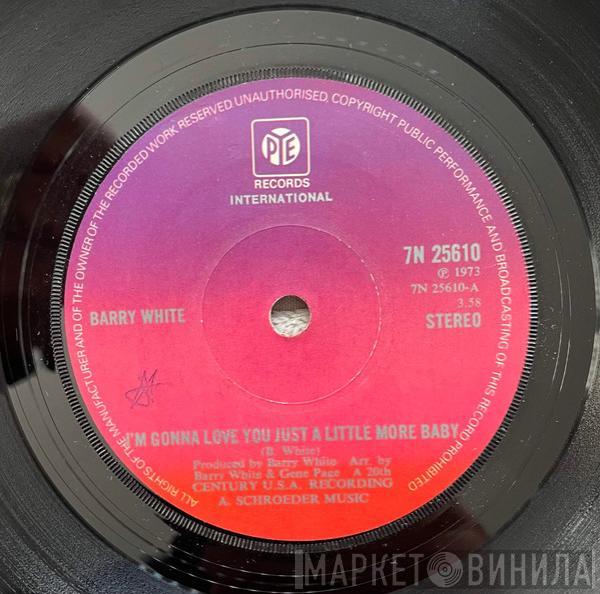 ALL RIGHTS OF THE MANUFACTURER AND OF THE OWNER OF THE RECORDED WORK RESERVED. UNAUTHORISED, COPYRIGHT PUBLIC PERFORMANCE AND BROADCASTING OF THIS RECORD PROHIBITED
PYE
RECORDS
INTERNATIONAL
7N 25610
Ⓟ 1973
7N 25610-A
3.58
BARRY WHITE
STEREO
I'M GONNA LOVE YOU JUST A LITTLE MORE BABY
(B. White)
Produced by Barry White Arr. by
Barry White & Gene Page A 20th
CENTURY U.S.A. RECORDING
A. SCHROEDER MUSIC
МАРКЕТ ВИНИЛА